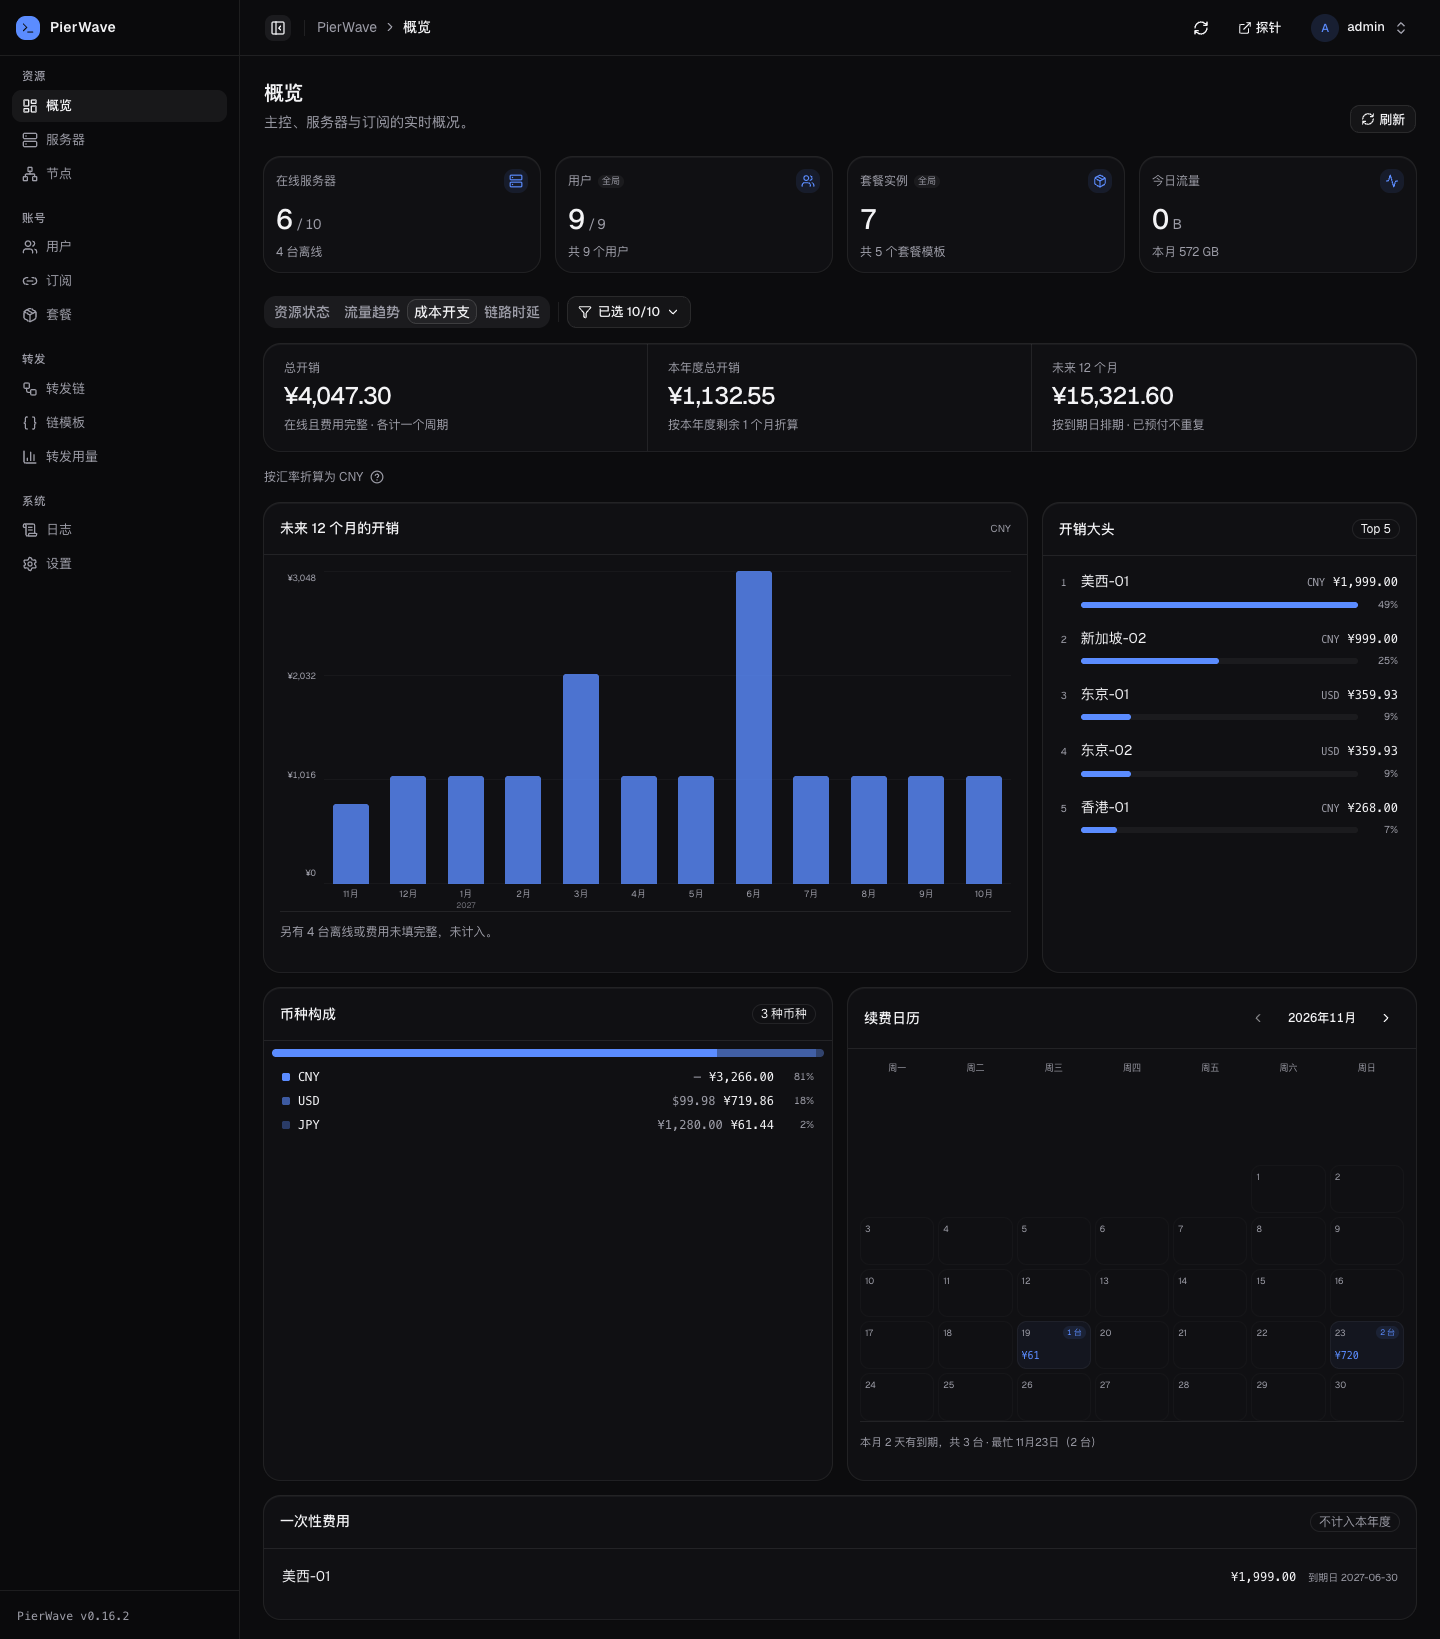 PierWave
PierWave > 概览
探针
A admin
资源
概览
服务器
节点
账号
用户
订阅
套餐
转发
转发链
链模板
转发用量
系统
日志
设置
PierWave v0.16.2
概览
主控、服务器与订阅的实时概况。
刷新
在线服务器
6 / 10
4 台离线
用户 全局
9 / 9
共 9 个用户
套餐实例 全局
7
共 5 个套餐模板
今日流量
0 B
本月 572 GB
资源状态 流量趋势 成本开支 链路时延
已选 10/10
总开销
¥4,047.30
在线且费用完整 · 各计一个周期
本年度总开销
¥1,132.55
按本年度剩余 1 个月折算
未来 12 个月
¥15,321.60
按到期日排期 · 已预付不重复
按汇率折算为 CNY
未来 12 个月的开销 CNY
¥3,048
¥2,032
¥1,016
¥0
11月 12月 1月 2月 3月 4月 5月 6月 7月 8月 9月 10月
2027
另有 4 台离线或费用未填完整，未计入。
开销大头 Top 5
1 美西-01 CNY ¥1,999.00
49%
2 新加坡-02 CNY ¥999.00
25%
3 东京-01 USD ¥359.93
9%
4 东京-02 USD ¥359.93
9%
5 香港-01 CNY ¥268.00
7%
币种构成 3 种币种
CNY — ¥3,266.00 81%
USD $99.98 ¥719.86 18%
JPY ¥1,280.00 ¥61.44 2%
续费日历 2026年11月
周一 周二 周三 周四 周五 周六 周日
1 2
3 4 5 6 7 8 9
10 11 12 13 14 15 16
17 18 19 1 台 20 21 22 23 2 台
¥61 ¥720
24 25 26 27 28 29 30
本月 2 天有到期，共 3 台 · 最忙 11月23日（2 台）
一次性费用 不计入本年度
美西-01 ¥1,999.00 到期日 2027-06-30